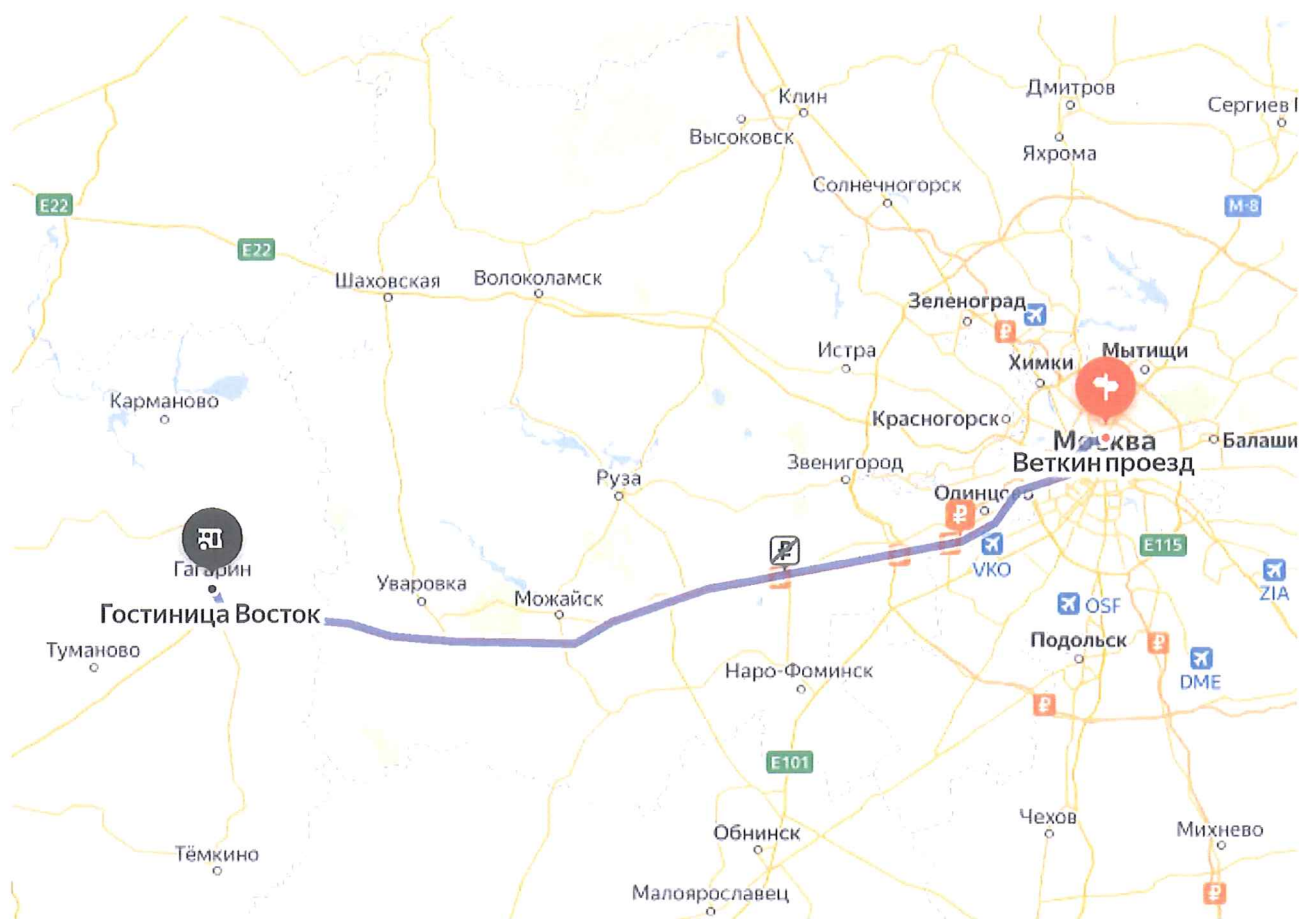 Клин
Дмитров
Сергиев
Высоковск
Яхрома
Солнечногорск
E22
M-8
E22
Шаховская
Волоколамск
Зеленоград
₽
Истра
Химки
Мытищи
Карманово
Красногорск
Москва
Балаши
Звенигород
Веткин проезд
Руза
Одинцо
₽
₽
E115
VKO
Гагарин
Уваровка
Можайск
ZIA
Гостиница Восток
OSF
Туманово
Подольск
₽
Наро-Фоминск
DME
₽
E101
Чехов
Обнинск
Михнево
Тёмкино
Малоярославец
₽